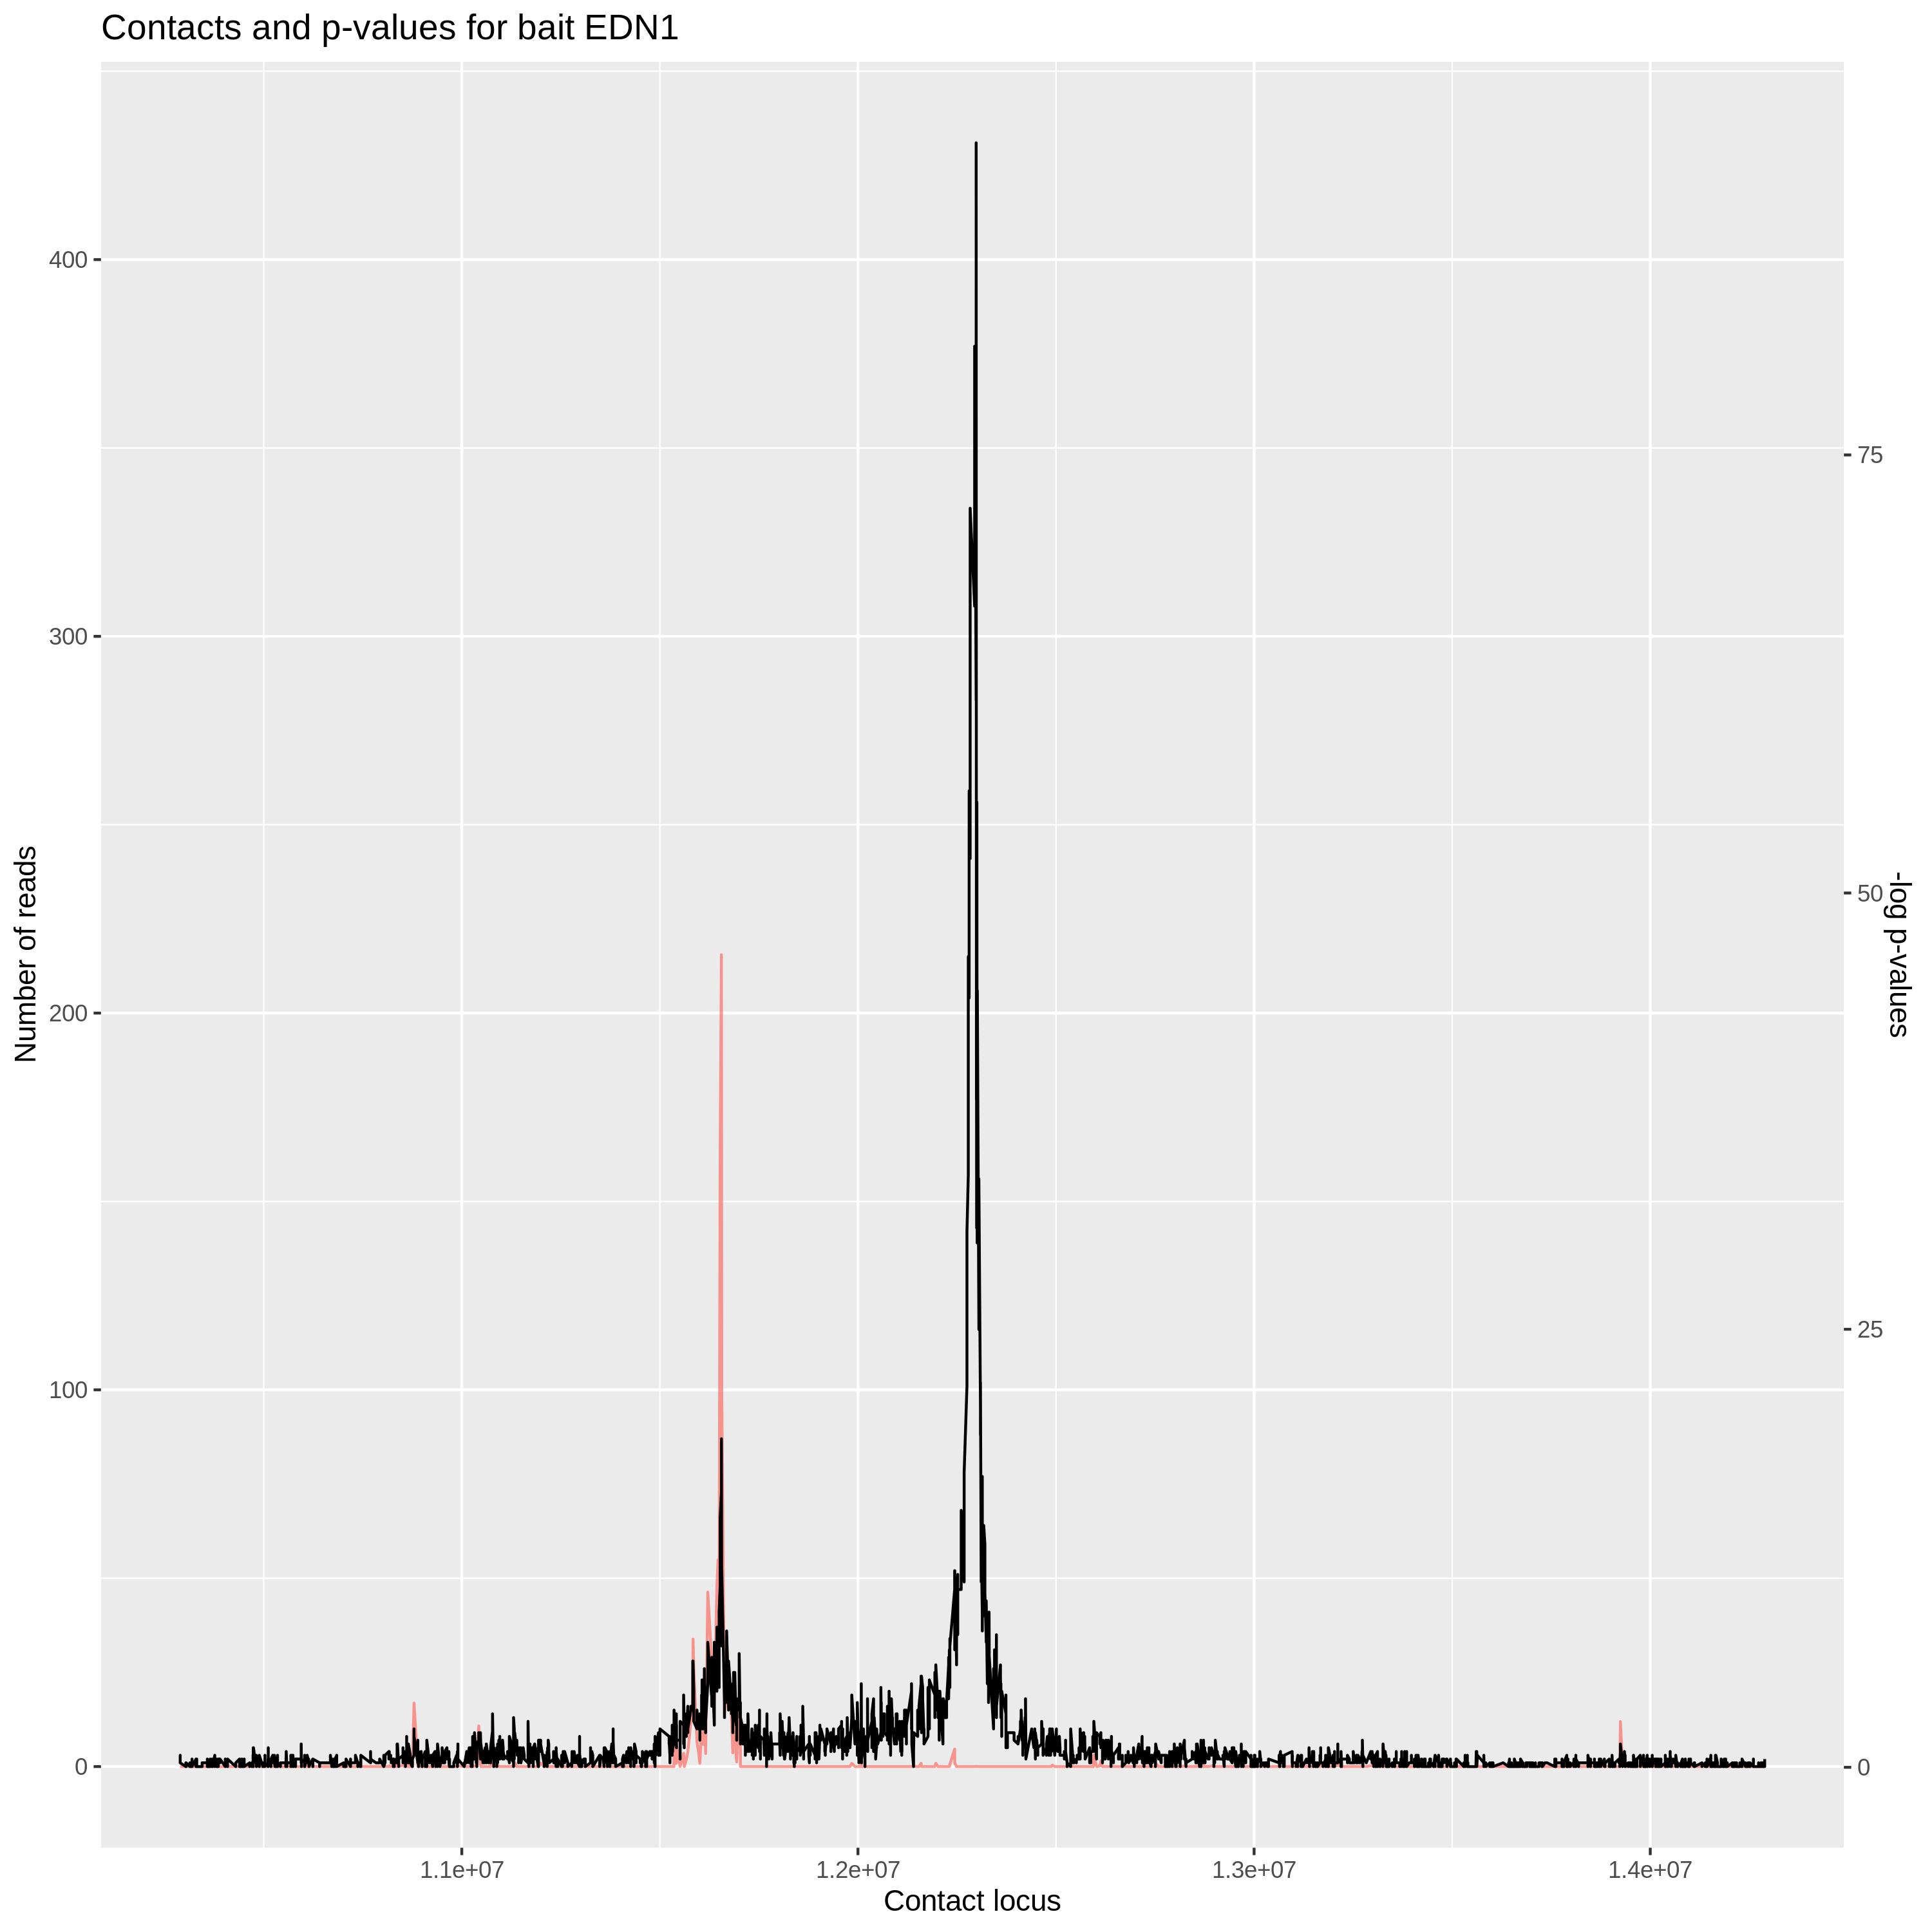 Contacts and p-values for bait EDN1
400
300
200
100
0
Number of reads
75
50
25
0
-log p-values
1.1e+07
1.2e+07
1.3e+07
1.4e+07
Contact locus